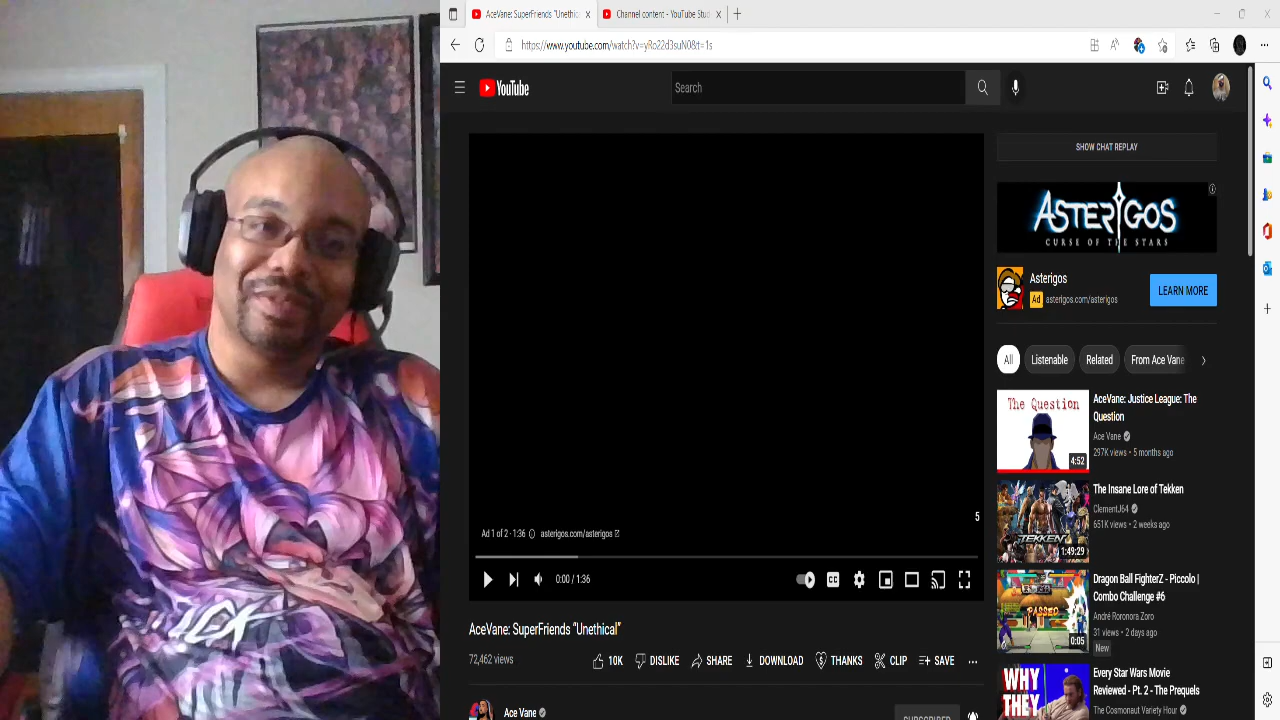 AceVane: SuperFriends "Unethic
Channel content - YouTube Stud
https://www.youtube.com/watch?v=yRo22d3suN0&t=1s
YouTube
Search
SHOW CHAT REPLAY
ASTERIGOS
CURSE OF THE STARS
Asterigos
Ad asterigos.com/asterigos
LEARN MORE
All
Listenable
Related
From Ace Vane
The Question
4:52
AceVane: Justice League: The
Question
Ace Vane
297K views • 5 months ago
TEKKEN
1:49:29
The Insane Lore of Tekken
ClementJ64
651K views • 2 weeks ago
PASSED
0:05
Dragon Ball FighterZ - Piccolo |
Combo Challenge #6
André Roronora Zoro
31 views • 2 days ago
New
WHY
THEY
Every Star Wars Movie
Reviewed - Pt. 2 - The Prequels
The Cosmonaut Variety Hour
5
Ad 1 of 2 · 1:36 asterigos.com/asterigos
0:00 / 1:36
CC
AceVane: SuperFriends "Unethical"
72,462 views
10K
DISLIKE
SHARE
DOWNLOAD
THANKS
CLIP
SAVE
Ace Vane
SUBSCRIBED